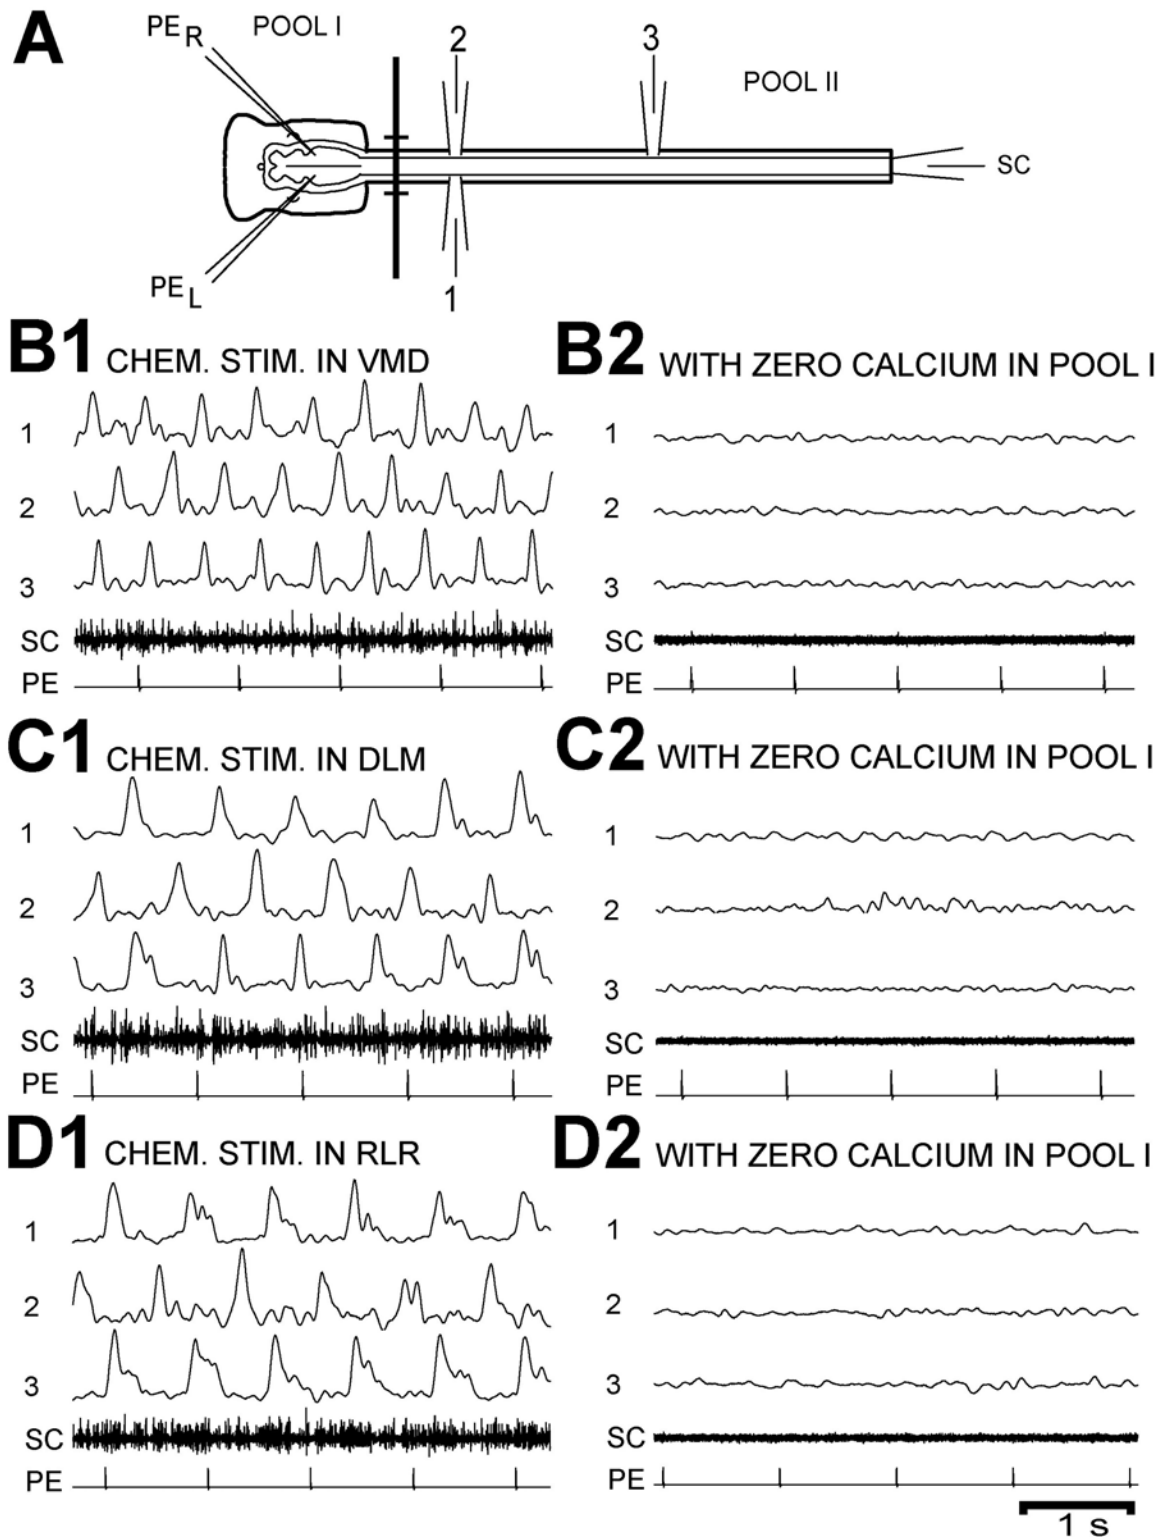 A
PE R
POOL I
2
3
POOL II
SC
PE L
1
B1 CHEM. STIM. IN VMD
1
2
3
SC
PE
B2 WITH ZERO CALCIUM IN POOL I
1
2
3
SC
PE
C1 CHEM. STIM. IN DLM
1
2
3
SC
PE
C2 WITH ZERO CALCIUM IN POOL I
1
2
3
SC
PE
D1 CHEM. STIM. IN RLR
1
2
3
SC
PE
D2 WITH ZERO CALCIUM IN POOL I
1
2
3
SC
PE
1 s